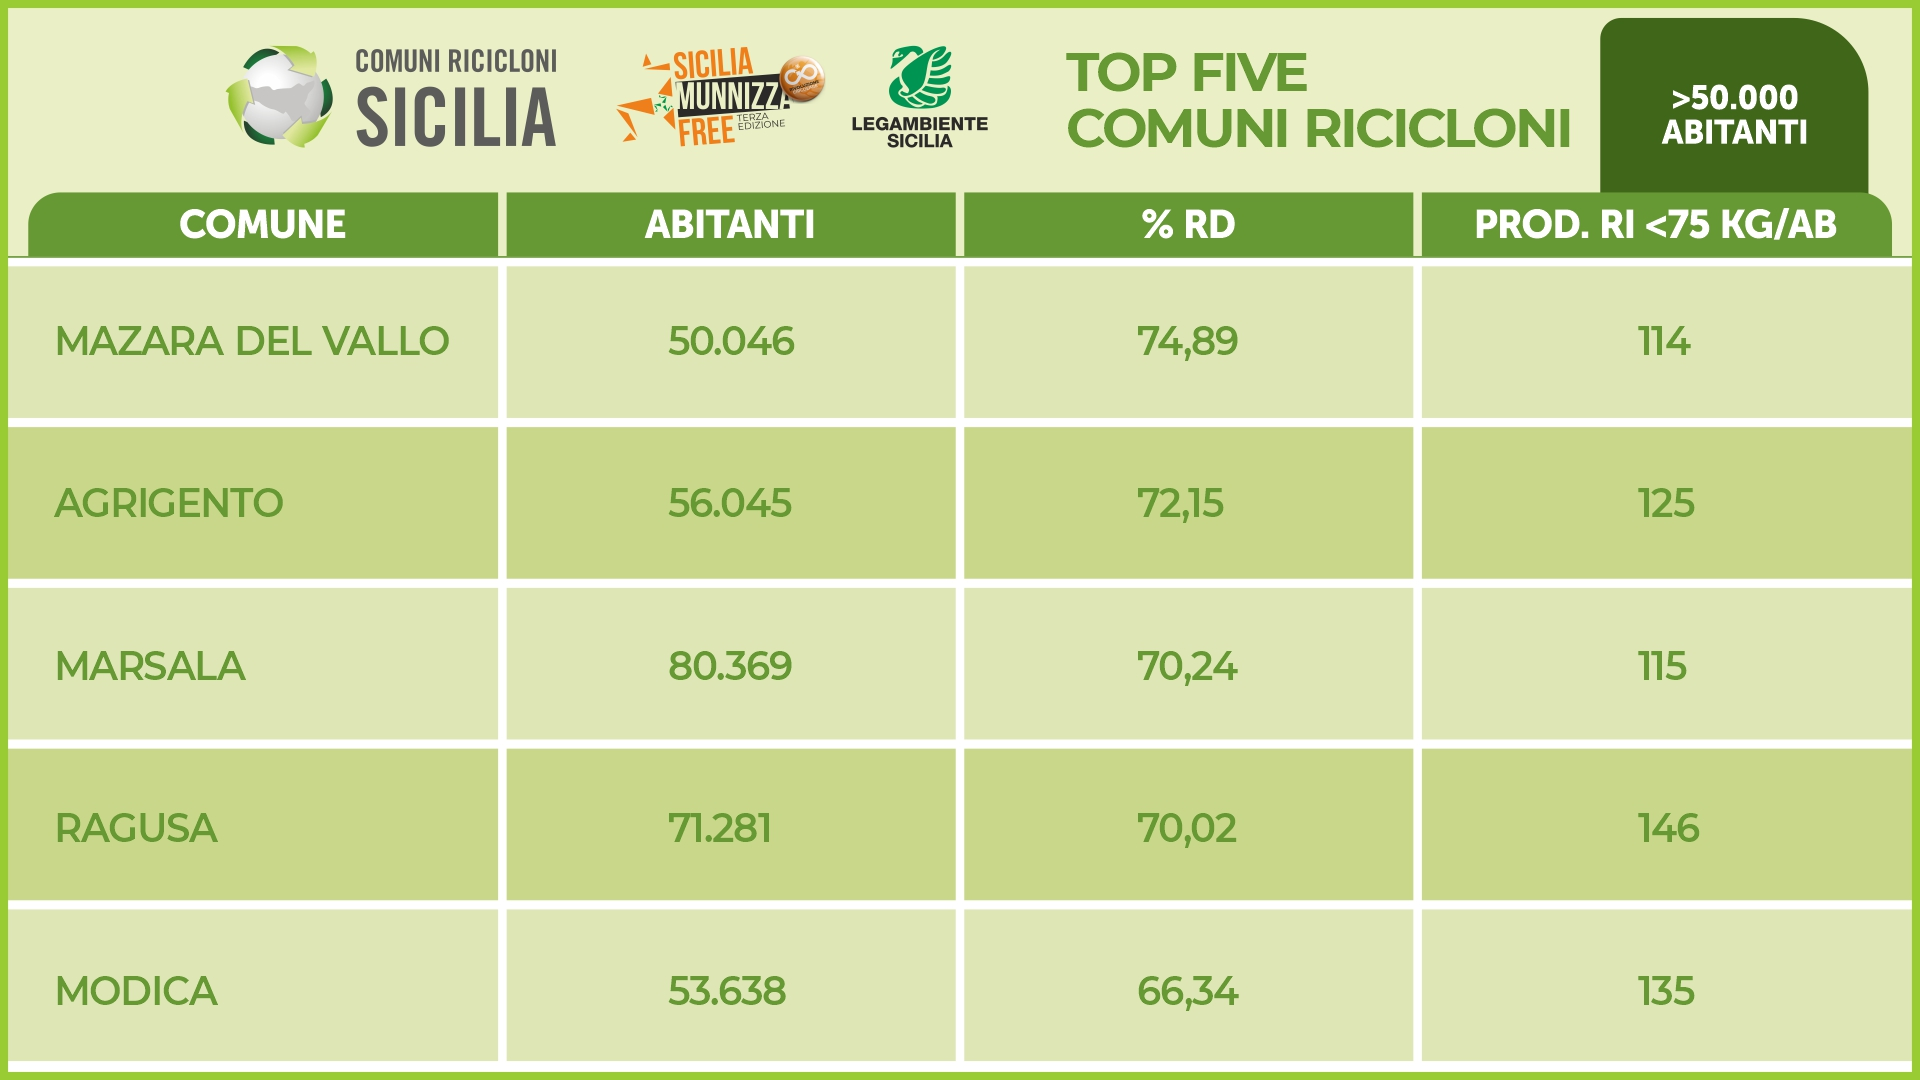 COMUNI RICICLONI
SICILIA
SICILIA
MUNNIZZA
FREE
TERZA
EDIZIONE
LEGAMBIENTE
SICILIA
TOP FIVE
COMUNI RICICLONI
>50.000
ABITANTI
COMUNE ABITANTI % RD PROD. RI <75 KG/AB
MAZARA DEL VALLO 50.046 74,89 114
AGRIGENTO 56.045 72,15 125
MARSALA 80.369 70,24 115
RAGUSA 71.281 70,02 146
MODICA 53.638 66,34 135